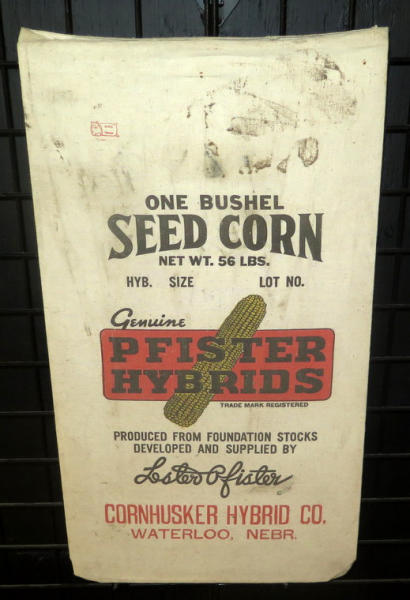 ONE BUSHEL
SEED CORN
NET WT. 56 LBS.
HYB. SIZE LOT NO.
Genuine
PFISTER
HYBRIDS
TRADE MARK REGISTERED
PRODUCED FROM FOUNDATION STOCKS
DEVELOPED AND SUPPLIED BY
Lester Pfister
CORNHUSKER HYBRID CO.
WATERLOO, NEBR.